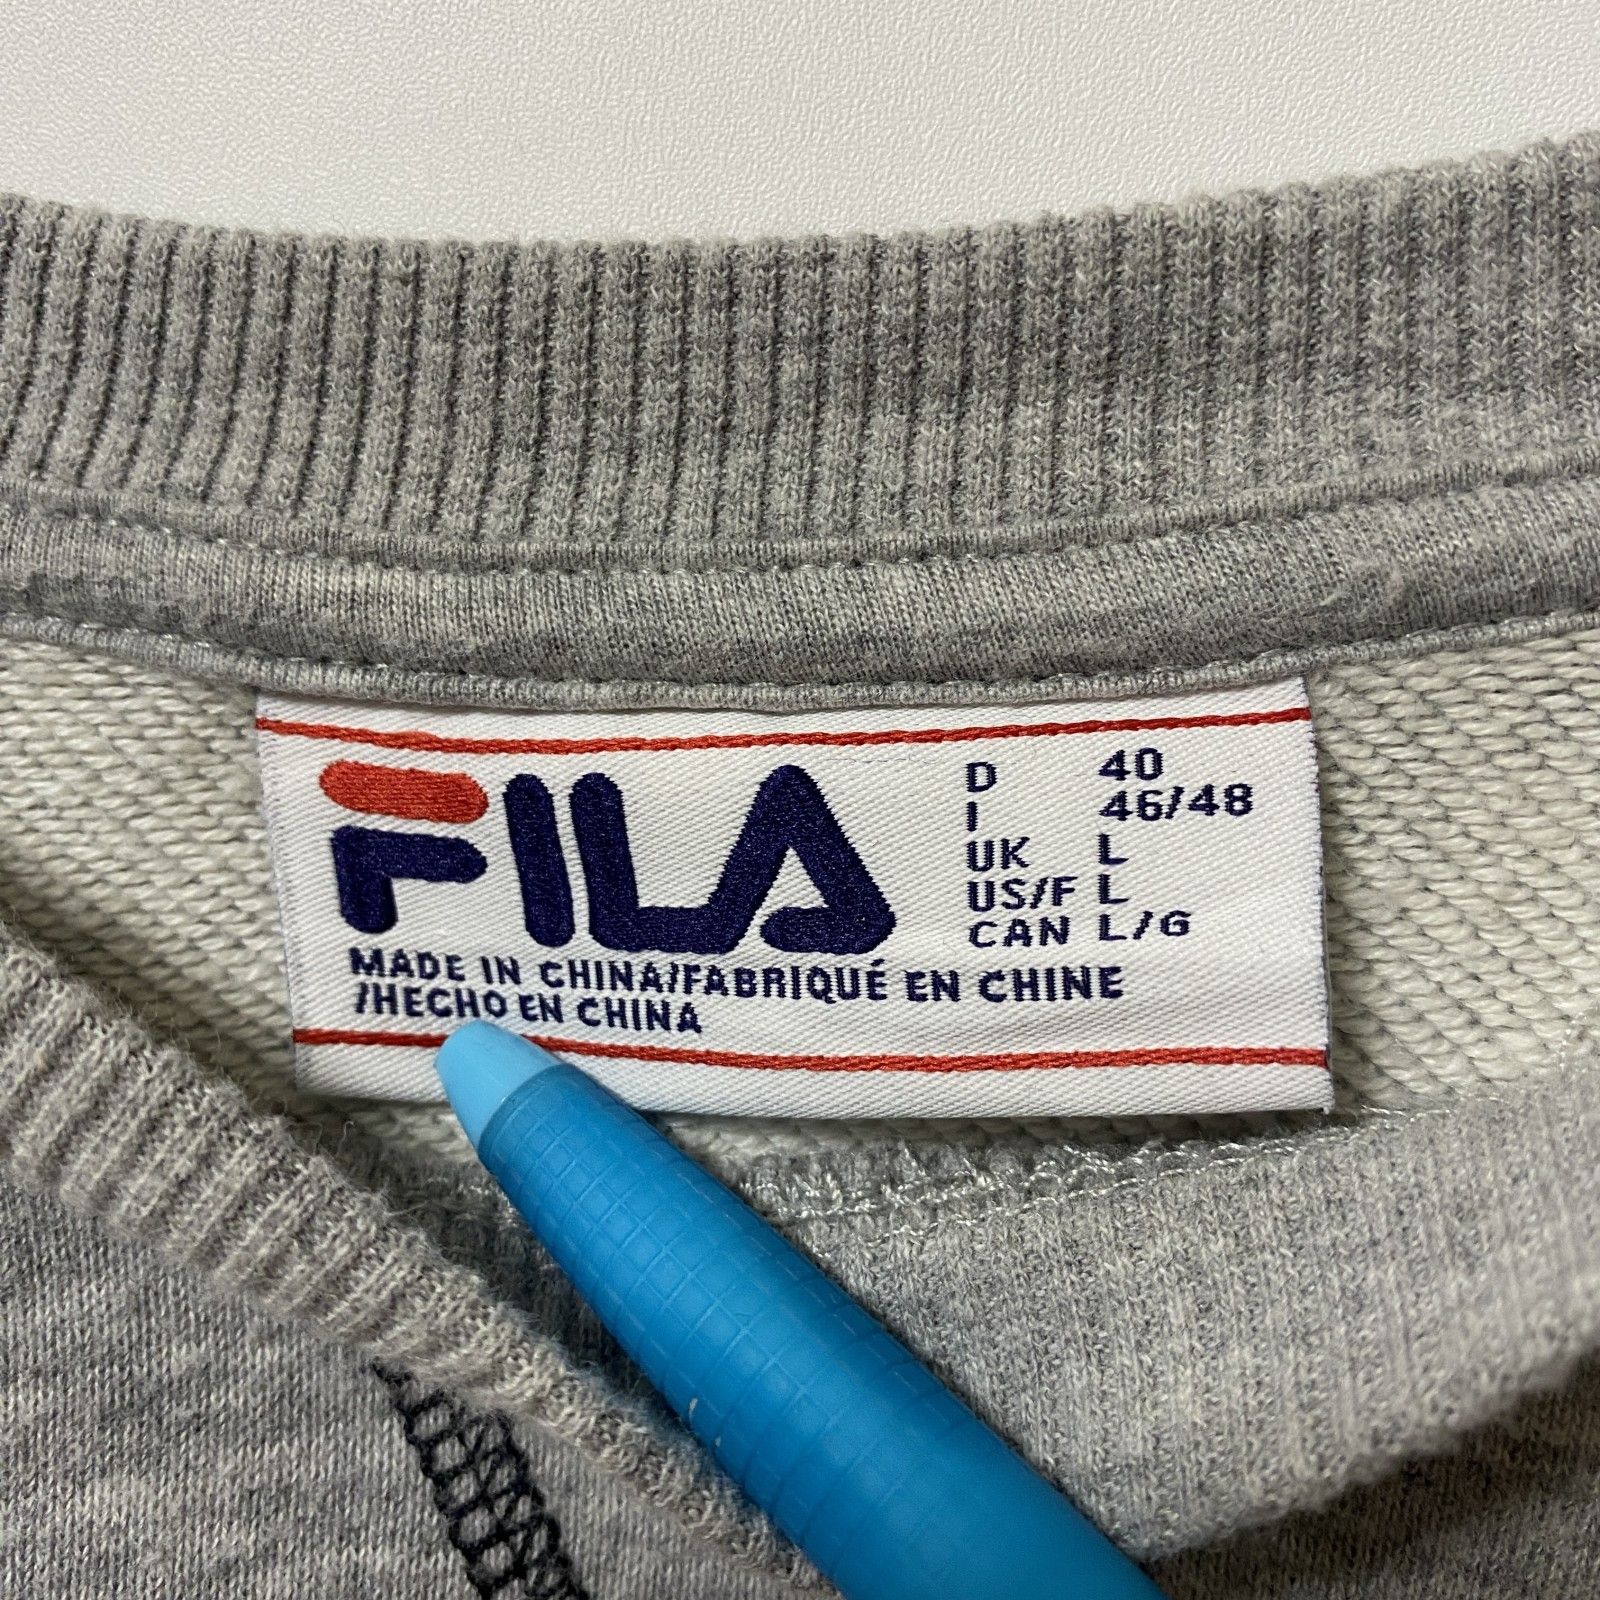 FILA
D 40
I 46/48
UK L
US/F L
CAN L/G
MADE IN CHINA/FABRIQUÉ EN CHINE
/HECHO EN CHINA